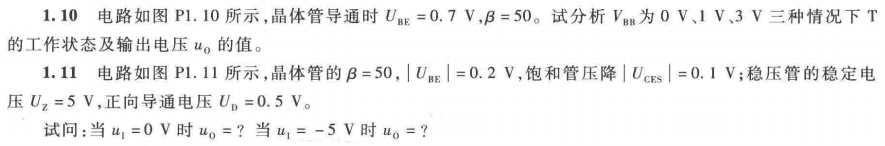 1.10 电路如图 P1.10 所示,晶体管导通时 U_BE = 0.7 V,β = 50。试分析 V_BB 为 0 V、1 V、3 V 三种情况下 T
的工作状态及输出电压 u_O 的值。
1.11 电路如图 P1.11 所示,晶体管的 β = 50,|U_BE| = 0.2 V,饱和管压降|U_CES| = 0.1 V;稳压管的稳定电
压 U_Z = 5 V,正向导通电压 U_D = 0.5 V。
试问:当 u_I = 0 V 时 u_O = ? 当 u_I = -5 V 时 u_O = ?